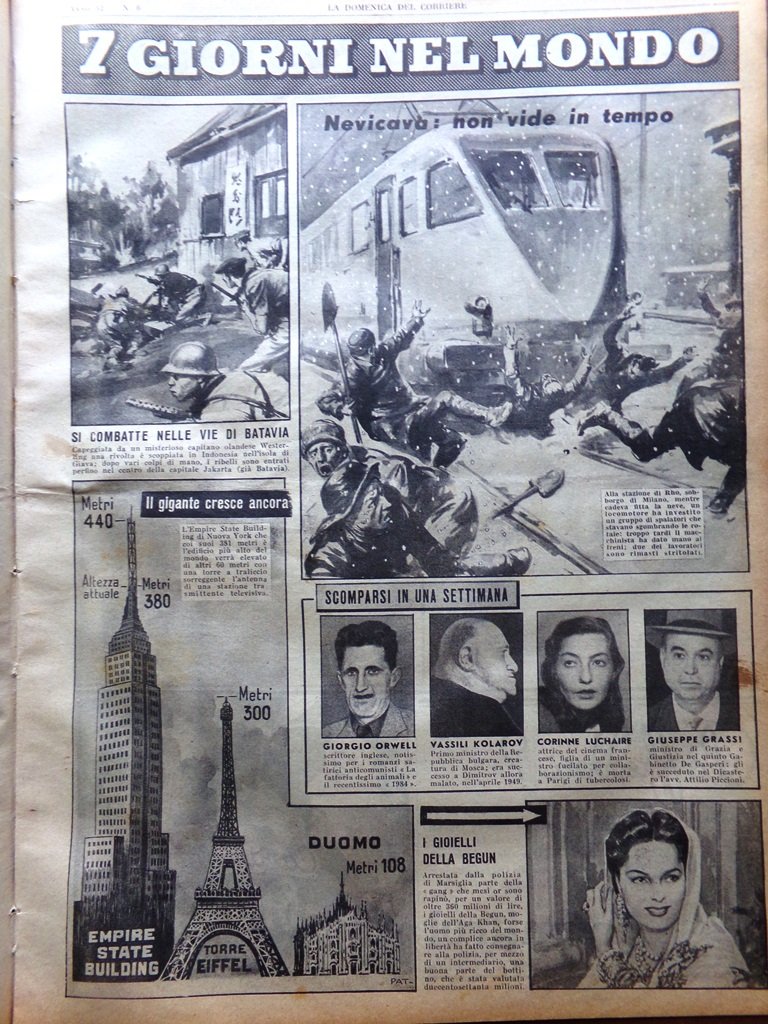 LA DOMENICA DEL CORRIERE
7 GIORNI NEL MONDO
SI COMBATTE NELLE VIE DI BATAVIA
Capeggiata da un misterioso capitano olandese Wester-
ling una rivolta è scoppiata in Indonesia nell'isola di
Giava; dopo vari colpi di mano, i ribelli sono entrati
perfino nel centro della capitale Jakarta (già Batavia).
Nevicava: non vide in tempo
Alla stazione di Rho, sob-
borgo di Milano, mentre
cadeva fitta la neve, un
locomotore ha investito
un gruppo di spalatori che
stavano sgombrando le ro-
taie: troppo tardi il mac-
chinista ha dato mano ai
freni; due dei lavoratori
sono rimasti stritolati.
Il gigante cresce ancora
L'Empire State Build-
ing di Nuova York che
coi suoi 381 metri è
l'edificio più alto del
mondo verrà elevato
di altri 60 metri con
una torre a traliccio
sorreggente l'antenna
di una stazione tra-
smittente televisiva.
Metri
440
Altezza
attuale
Metri
380
Metri
300
DUOMO
Metri 108
EMPIRE
STATE
BUILDING
TORRE
EIFFEL
PAT
SCOMPARSI IN UNA SETTIMANA
GIORGIO ORWELL
scrittore inglese, notis-
simo per i romanzi sa-
tirici anticomunisti «La
fattoria degli animali» e
il recentissimo «1984».
VASSILI KOLAROV
Primo ministro della Re-
pubblica bulgara, crea-
tura di Mosca; era suc-
cesso a Dimitrov allora
malato, nell'aprile 1949.
CORINNE LUCHAIRE
attrice del cinema fran-
cese, figlia di un mini-
stro fucilato per colla-
borazionismo; è morta
a Parigi di tubercolosi.
GIUSEPPE GRASSI
ministro di Grazia e
Giustizia nel quinto Ga-
binetto De Gasperi: gli
è succeduto nel Dicaste-
ro l'avv. Attilio Piccioni.
I GIOIELLI
DELLA BEGUN
Arrestata dalla polizia
di Marsiglia parte della
«gang» che mesi or sono
rapinò, per un valore di
oltre 360 milioni di lire,
i gioielli della Begun, mo-
glie dell'Aga Khan, forse
l'uomo più ricco del mon-
do, un complice ancora in
libertà ha fatto consegna-
re alla polizia, per mezzo
di un intermediario, una
buona parte del botti-
no, che è stata valutata
duecentosettanta milioni.